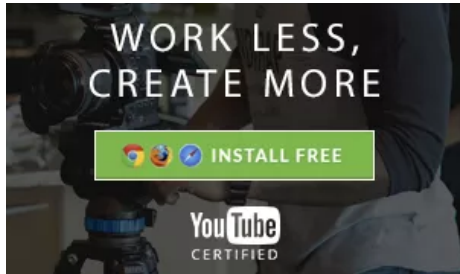 WORK LESS,
CREATE MORE
INSTALL FREE
YouTube
CERTIFIED